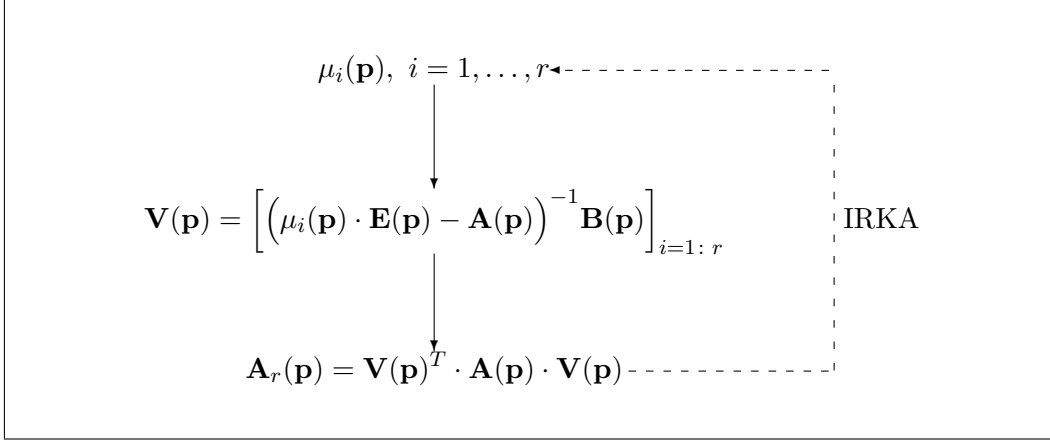 μ_i(𝐩), i = 1, . . . , r
𝐕(𝐩) = [(μ_i(𝐩) · 𝐄(𝐩) − 𝐀(𝐩))^{−1} 𝐁(𝐩)]_{i=1: r}
IRKA
𝐀_r(𝐩) = 𝐕(𝐩)^T · 𝐀(𝐩) · 𝐕(𝐩)